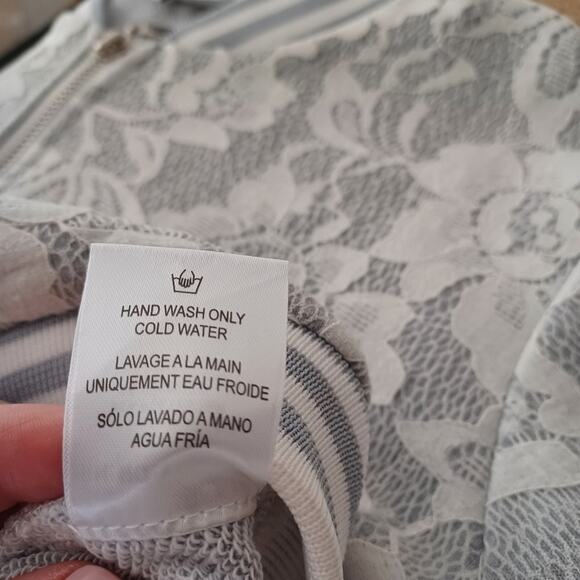 HAND WASH ONLY
COLD WATER
LAVAGE A LA MAIN
UNIQUEMENT EAU FROIDE
SÓLO LAVADO A MANO
AGUA FRÍA